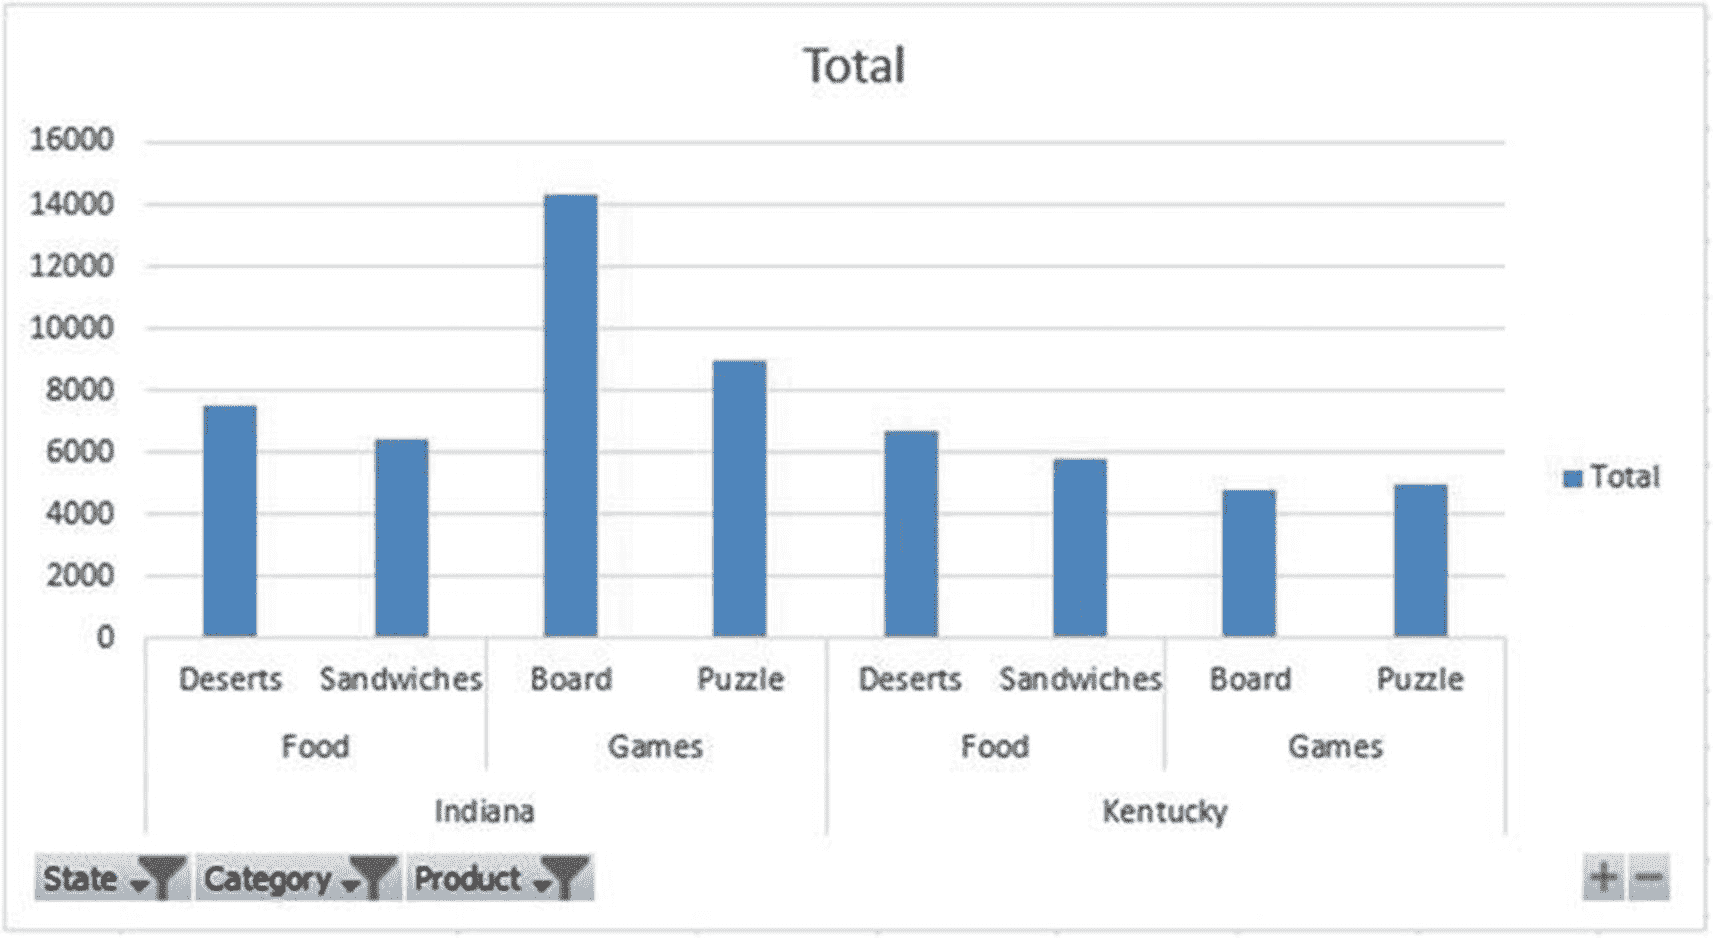 Total
16000
14000
12000
10000
8000
6000
4000
2000
0
Total
Deserts Sandwiches Board Puzzle Deserts Sandwiches Board Puzzle
Food Games Food Games
Indiana Kentucky
State Category Product + −